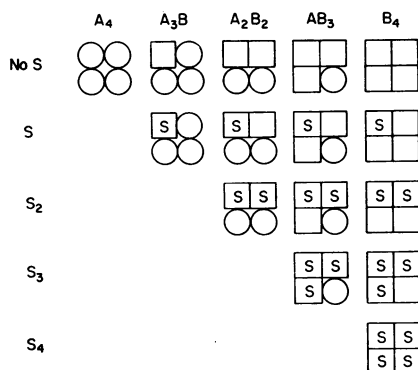 A₄ A₃B A₂B₂ AB₃ B₄
No S
S S S S S
S₂ S S S S S S
S₃ S S S S
S S
S₄ S S
S S